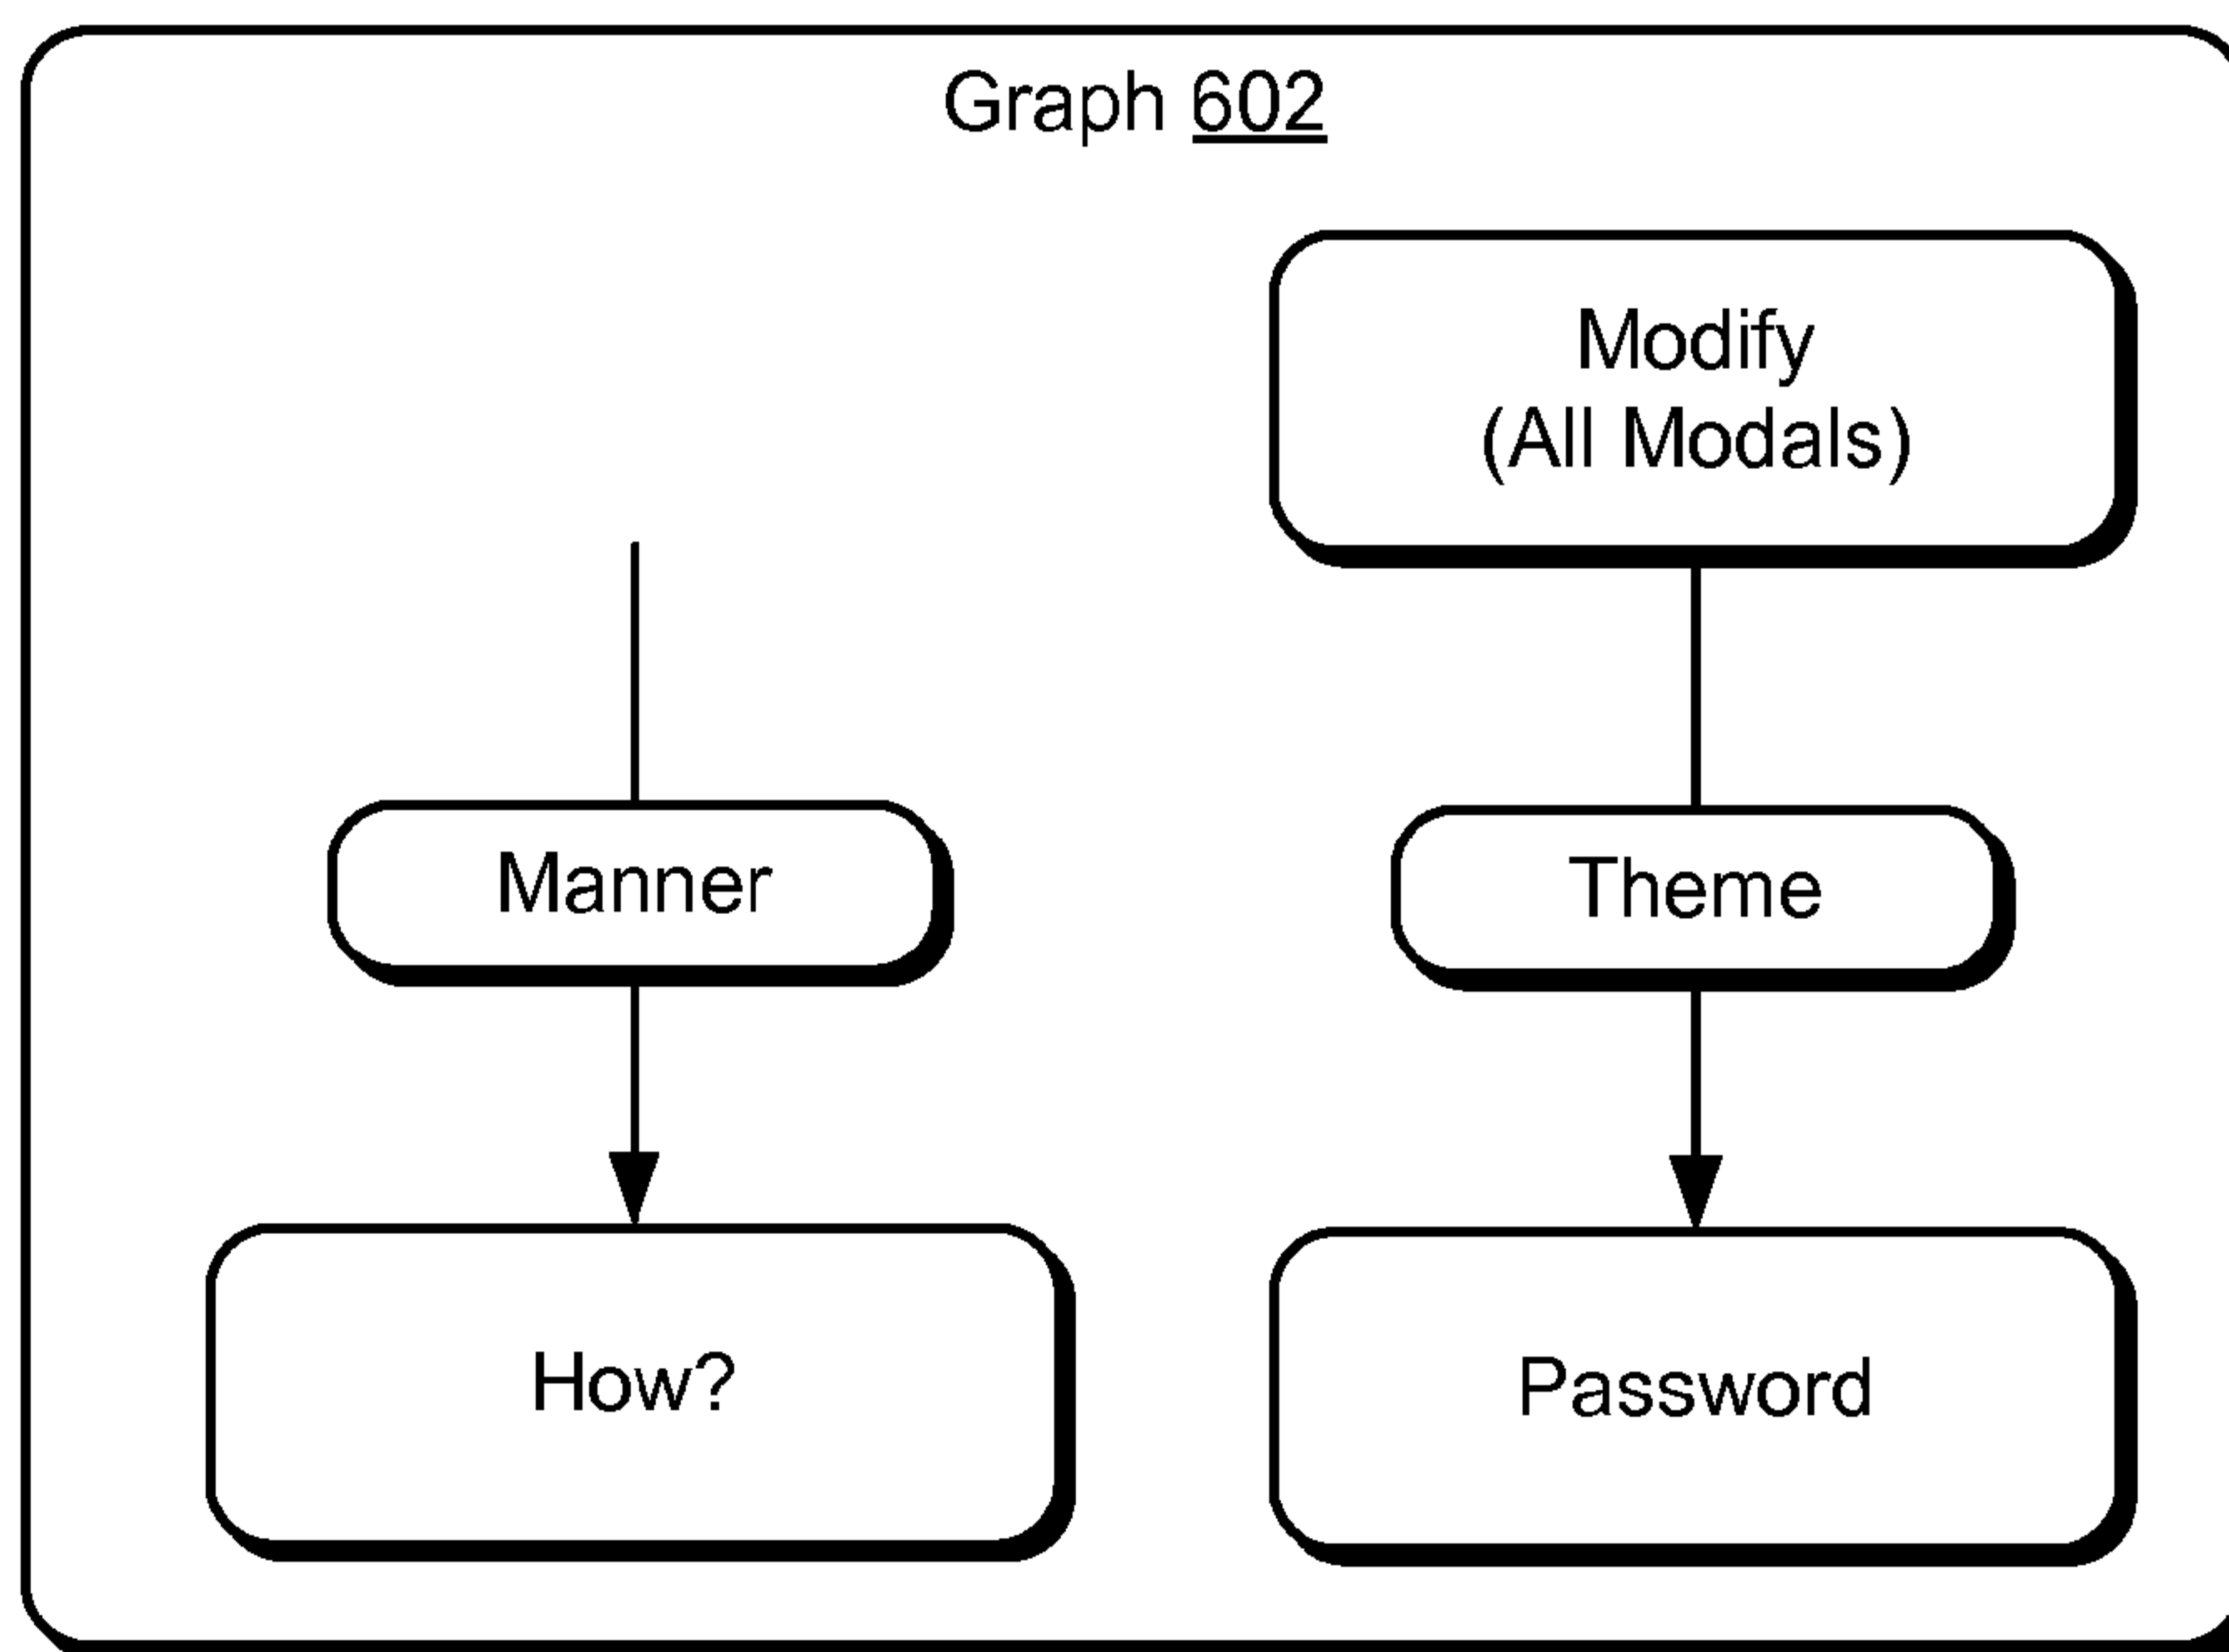 Graph 602
Modify
(All Modals)
Manner
Theme
How?
Password